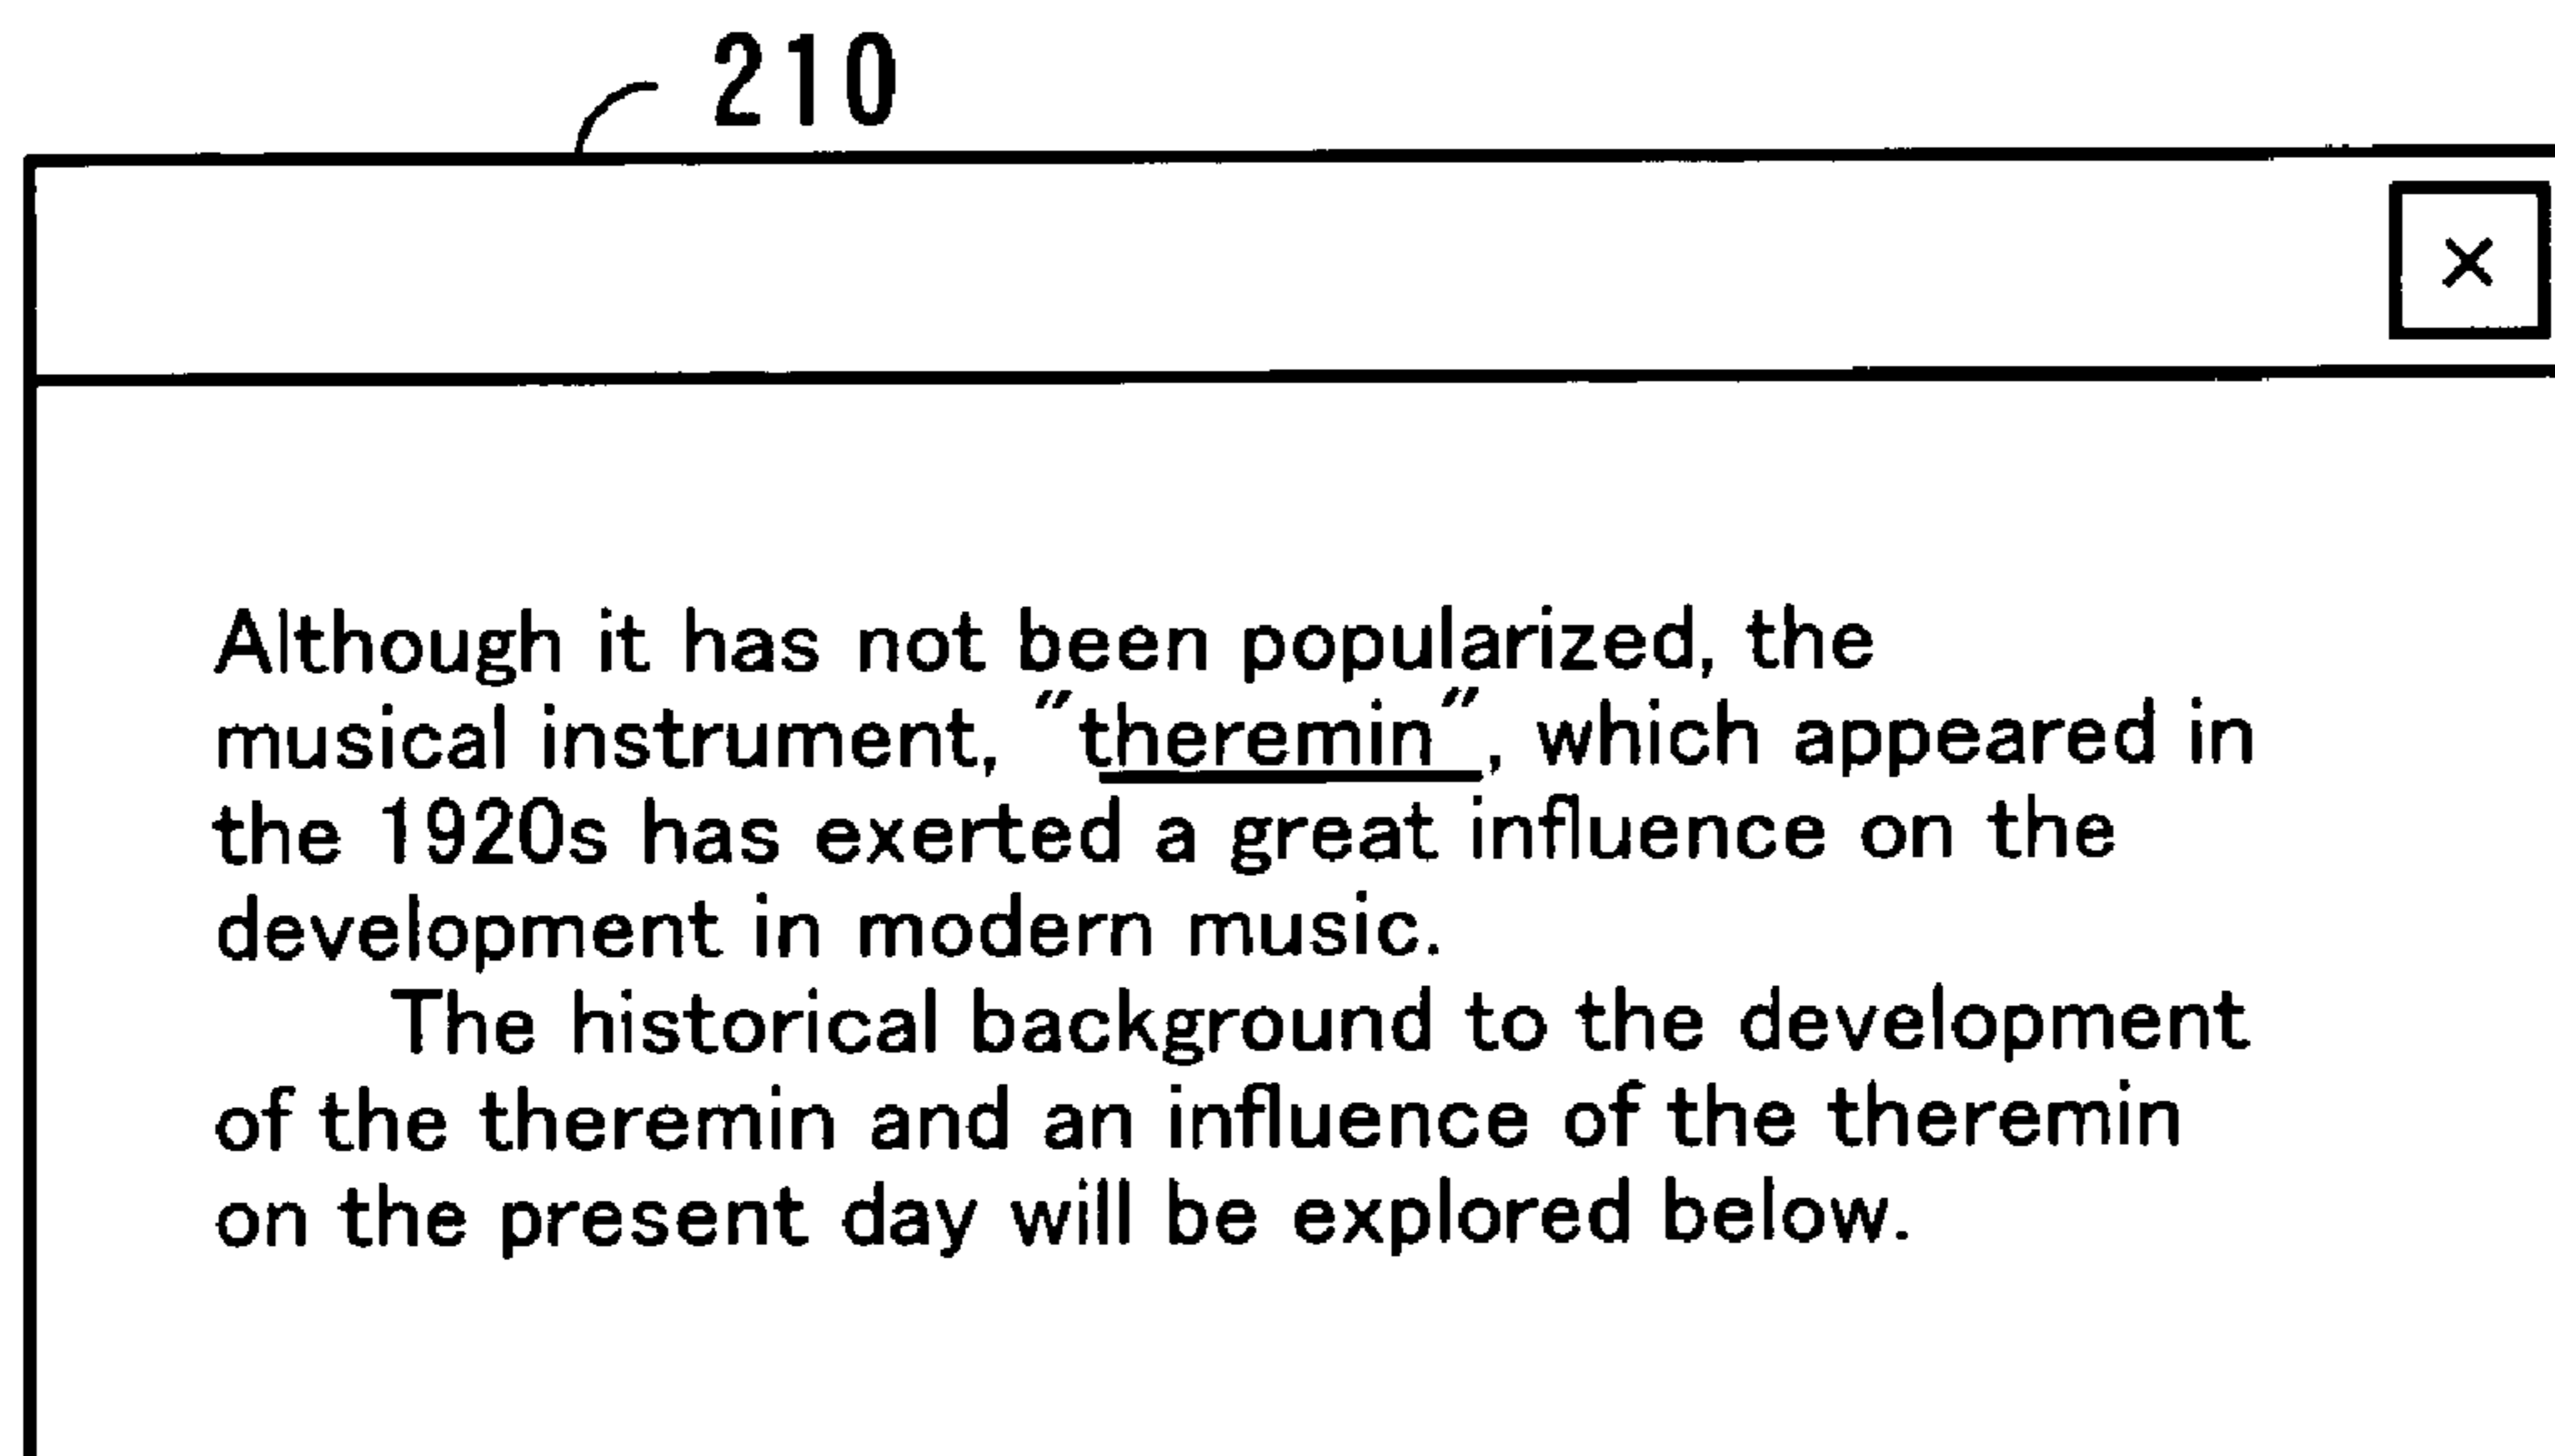 210
×
Although it has not been popularized, the
musical instrument, "theremin", which appeared in
the 1920s has exerted a great influence on the
development in modern music.
The historical background to the development
of the theremin and an influence of the theremin
on the present day will be explored below.